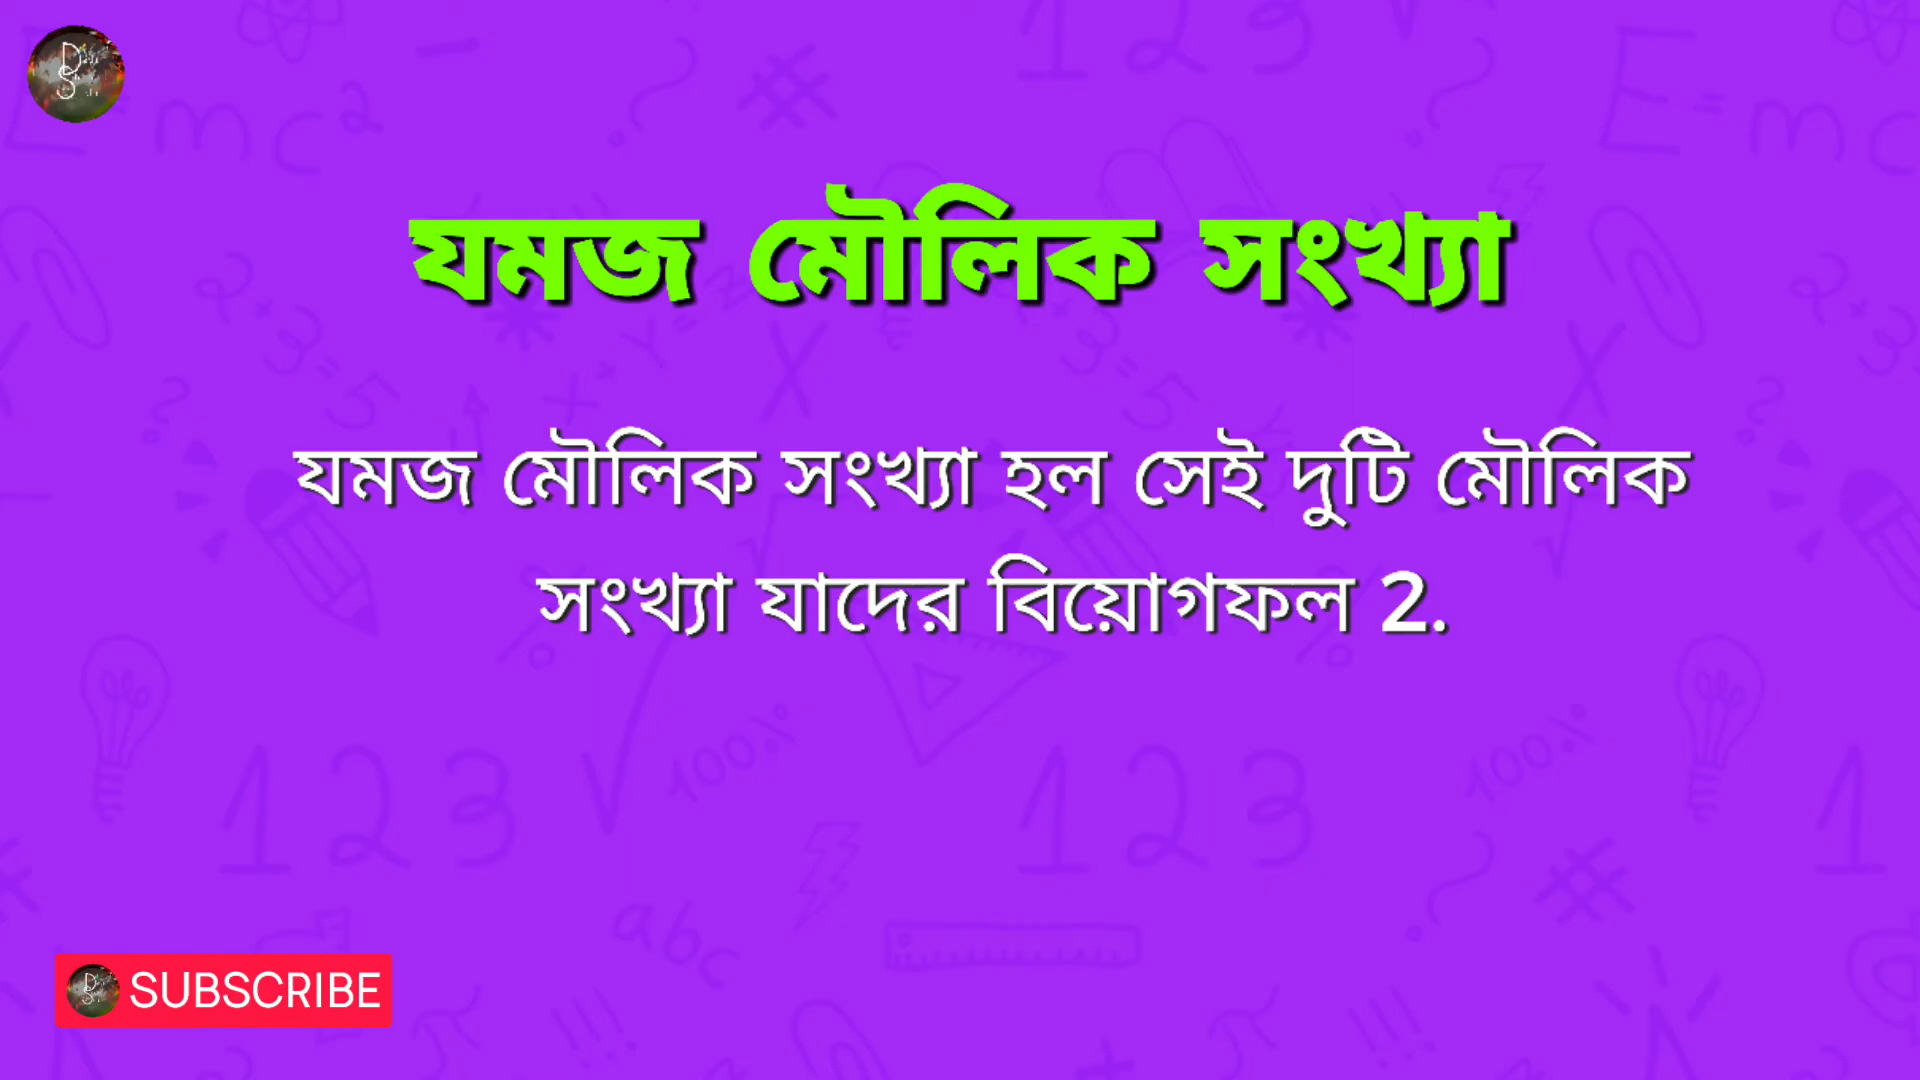 যমজ মৌলিক সংখ্যা
যমজ মৌলিক সংখ্যা হল সেই দুটি মৌলিক
সংখ্যা যাদের বিয়োগফল 2.
SUBSCRIBE